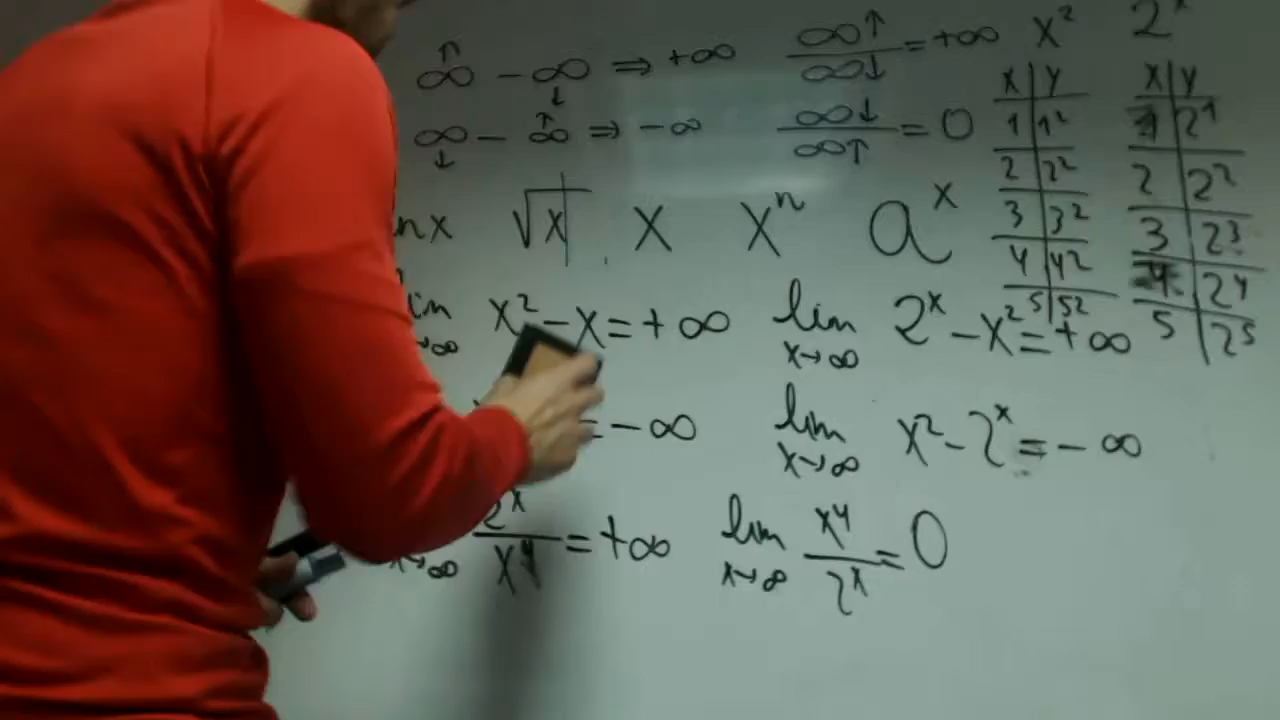 ∞↑ − ∞↓ ⇒ +∞
∞↓ − ∞↑ ⇒ −∞
∞↑/∞↓ = +∞
∞↓/∞↑ = 0
x² 2ˣ
x | y
1 | 1²
2 | 2²
3 | 3²
4 | 4²
5 | 5²
x | y
1 | 2¹
2 | 2²
3 | 2³
4 | 2⁴
5 | 2⁵
nx √x x xⁿ aˣ
x² − x = +∞
x→∞
lim 2ˣ − x² = +∞
x→∞
= −∞
lim x² − 2ˣ = −∞
x→∞
2ˣ/x⁴ = +∞
x→∞
lim x⁴/2ˣ = 0
x→∞